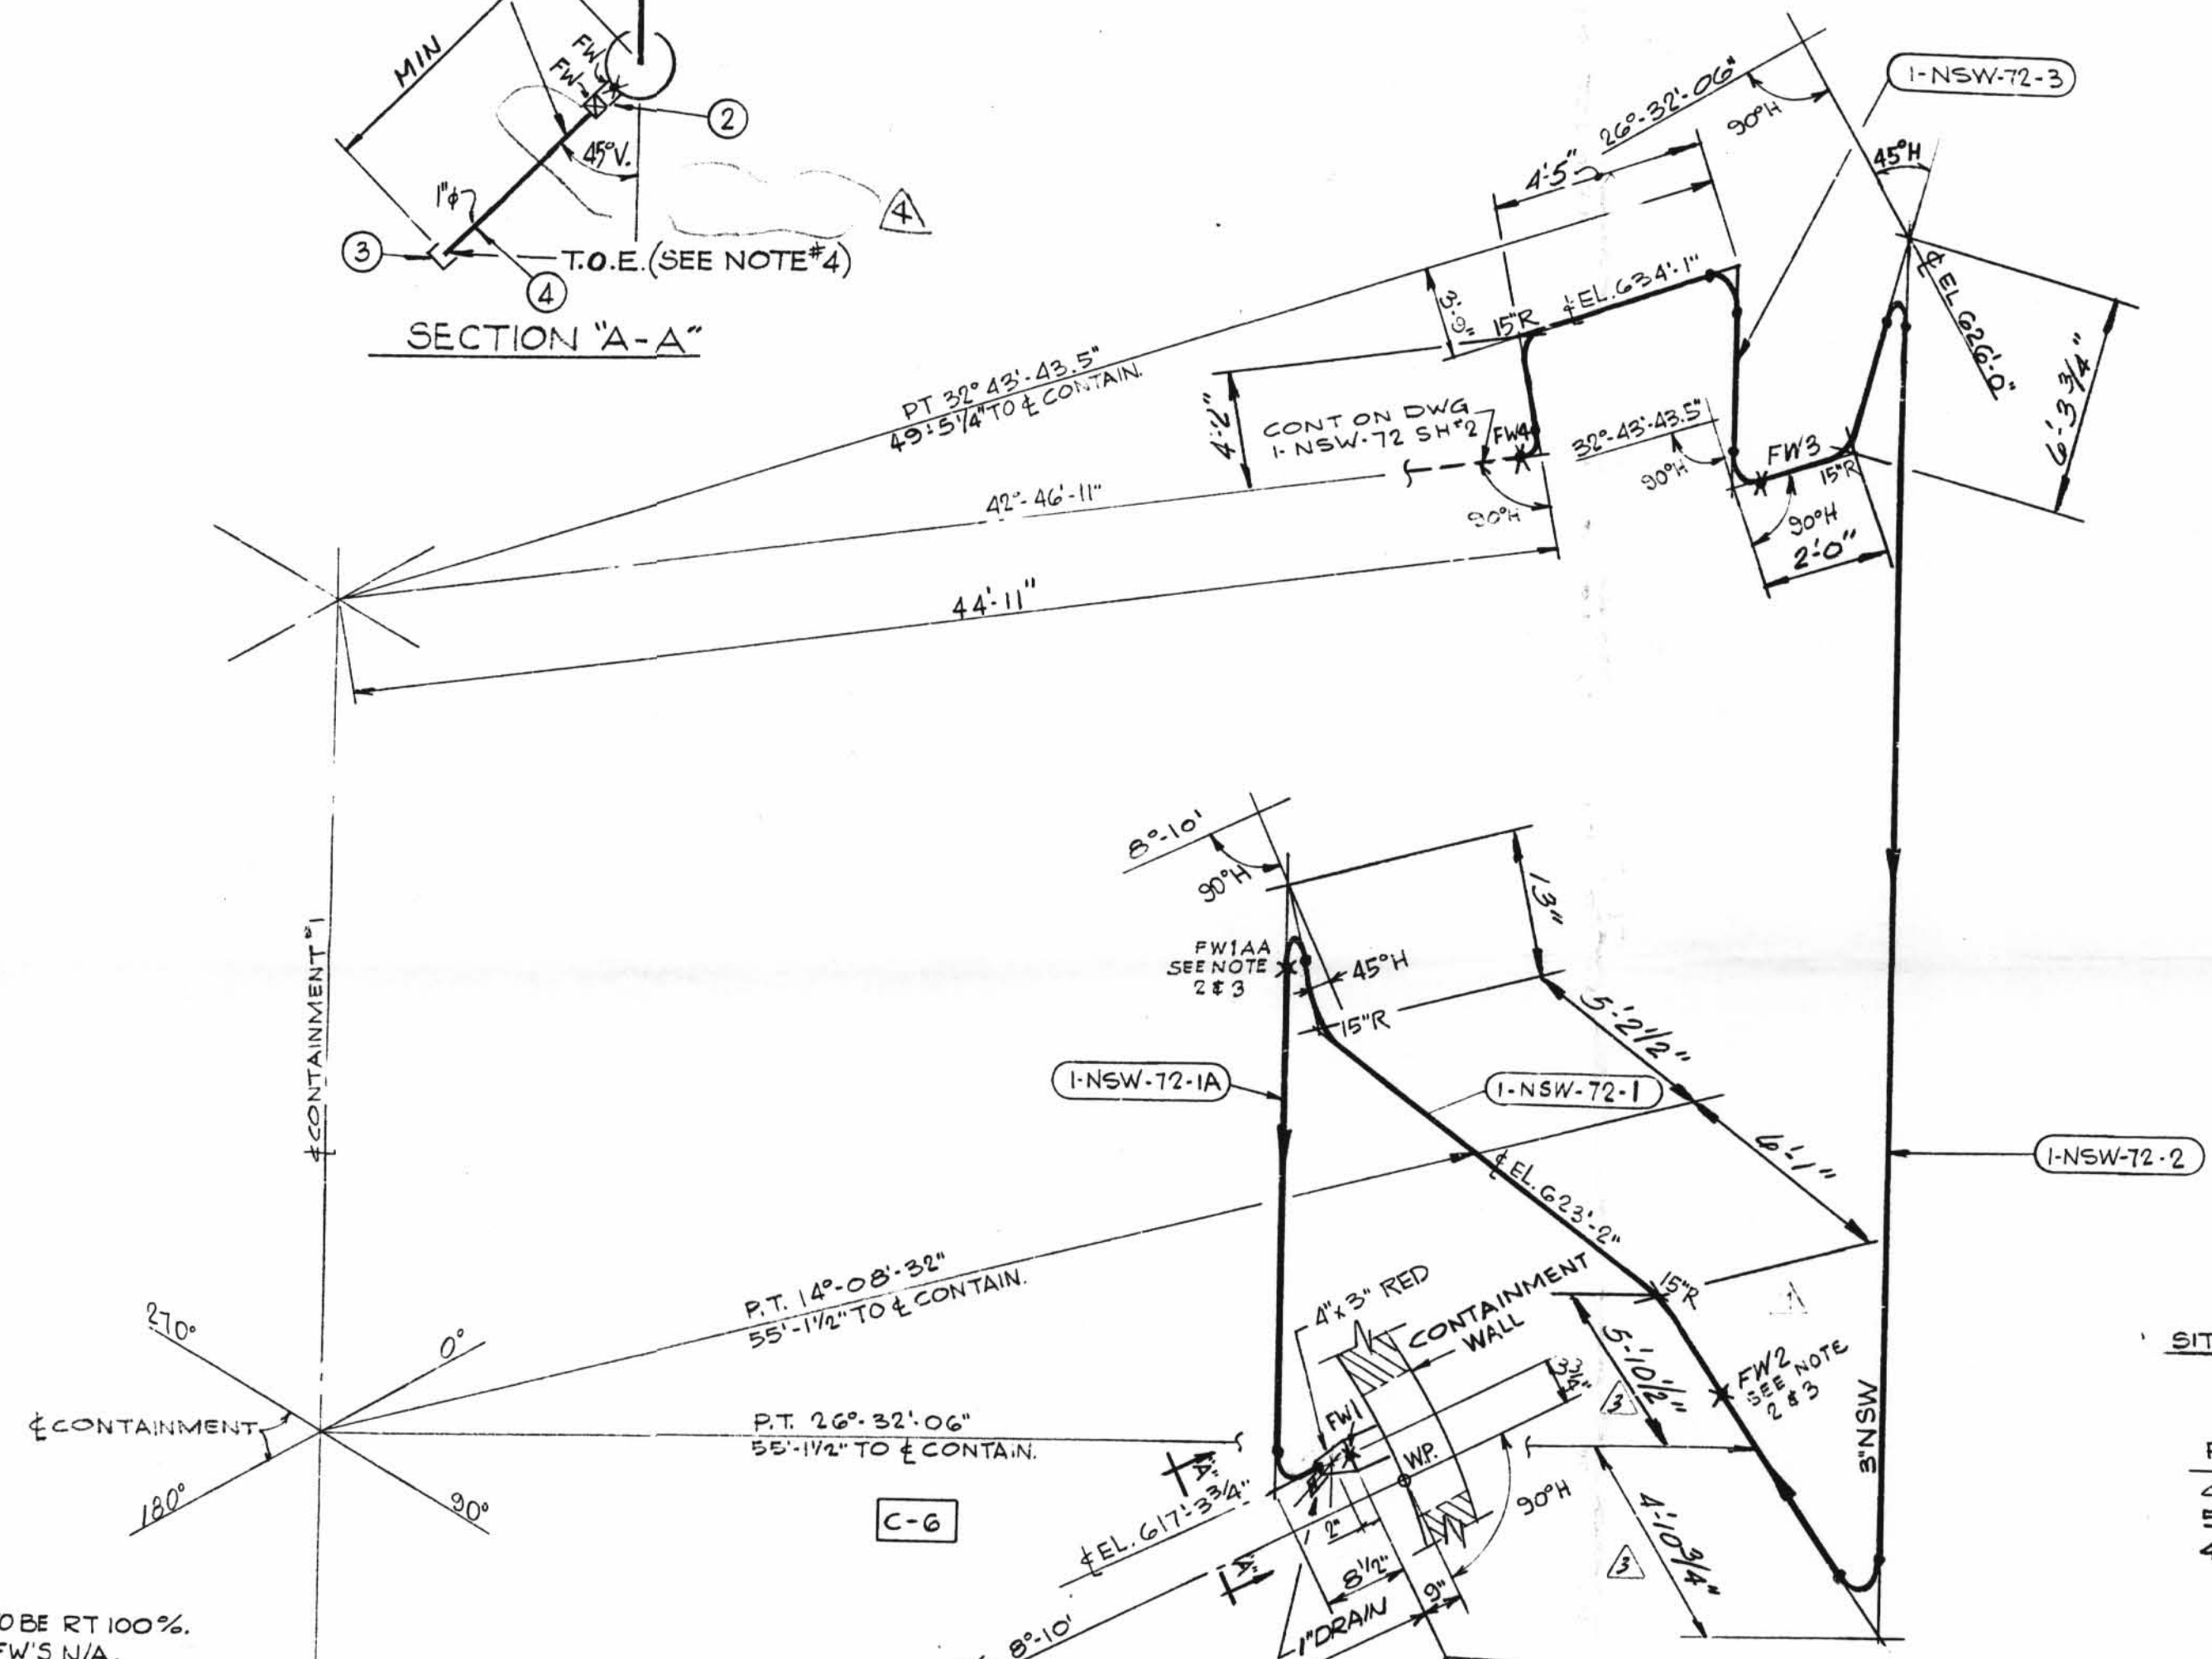 MIN
FW
FW
2
45°V.
1"φ
4
3
T.O.E. (SEE NOTE #4)
4
SECTION "A-A"
26°-32'-06"
90°H
1-NSW-72-3
45°H
4'-5"
℄ EL. 634'-1"
3'-9"
15"R
℄ EL 626'-0"
6'-3 3/4"
PT 32° 43'-43.5"
49'-5 1/4" TO ℄ CONTAIN.
4'-2"
CONT ON DWG
1-NSW-72 SH#2
FW4
32°-43'-43.5"
90°H
FW3
15"R
90°H
2'-0"
42°-46'-11"
90°H
44'-11"
8°-10'
90°H
13"
FW1AA
SEE NOTE
2 & 3
45°H
15"R
5'-2 1/2"
℄ CONTAINMENT #1
1-NSW-72-1A
1-NSW-72-1
6'-1"
1-NSW-72-2
℄ EL. 623'-2"
P.T. 14°-08'-32"
55'-1 1/2" TO ℄ CONTAIN.
4"x3" RED
CONTAINMENT
WALL
15"R
270°
0°
℄ CONTAINMENT
180°
90°
P.T. 26°-32'-06"
55'-1 1/2" TO ℄ CONTAIN.
FW1
3 3/4"
5'-10 1/2"
3
FW2
SEE NOTE
2 & 3
3" NSW
SIT
"A"
W.P.
90°H
C-6
℄ EL. 617'-3 3/4"
2"
"A"
8 1/2"
9"
4'-10 3/4"
3
1" DRAIN
8°-10'
O BE RT 100%.
FW'S N/A.